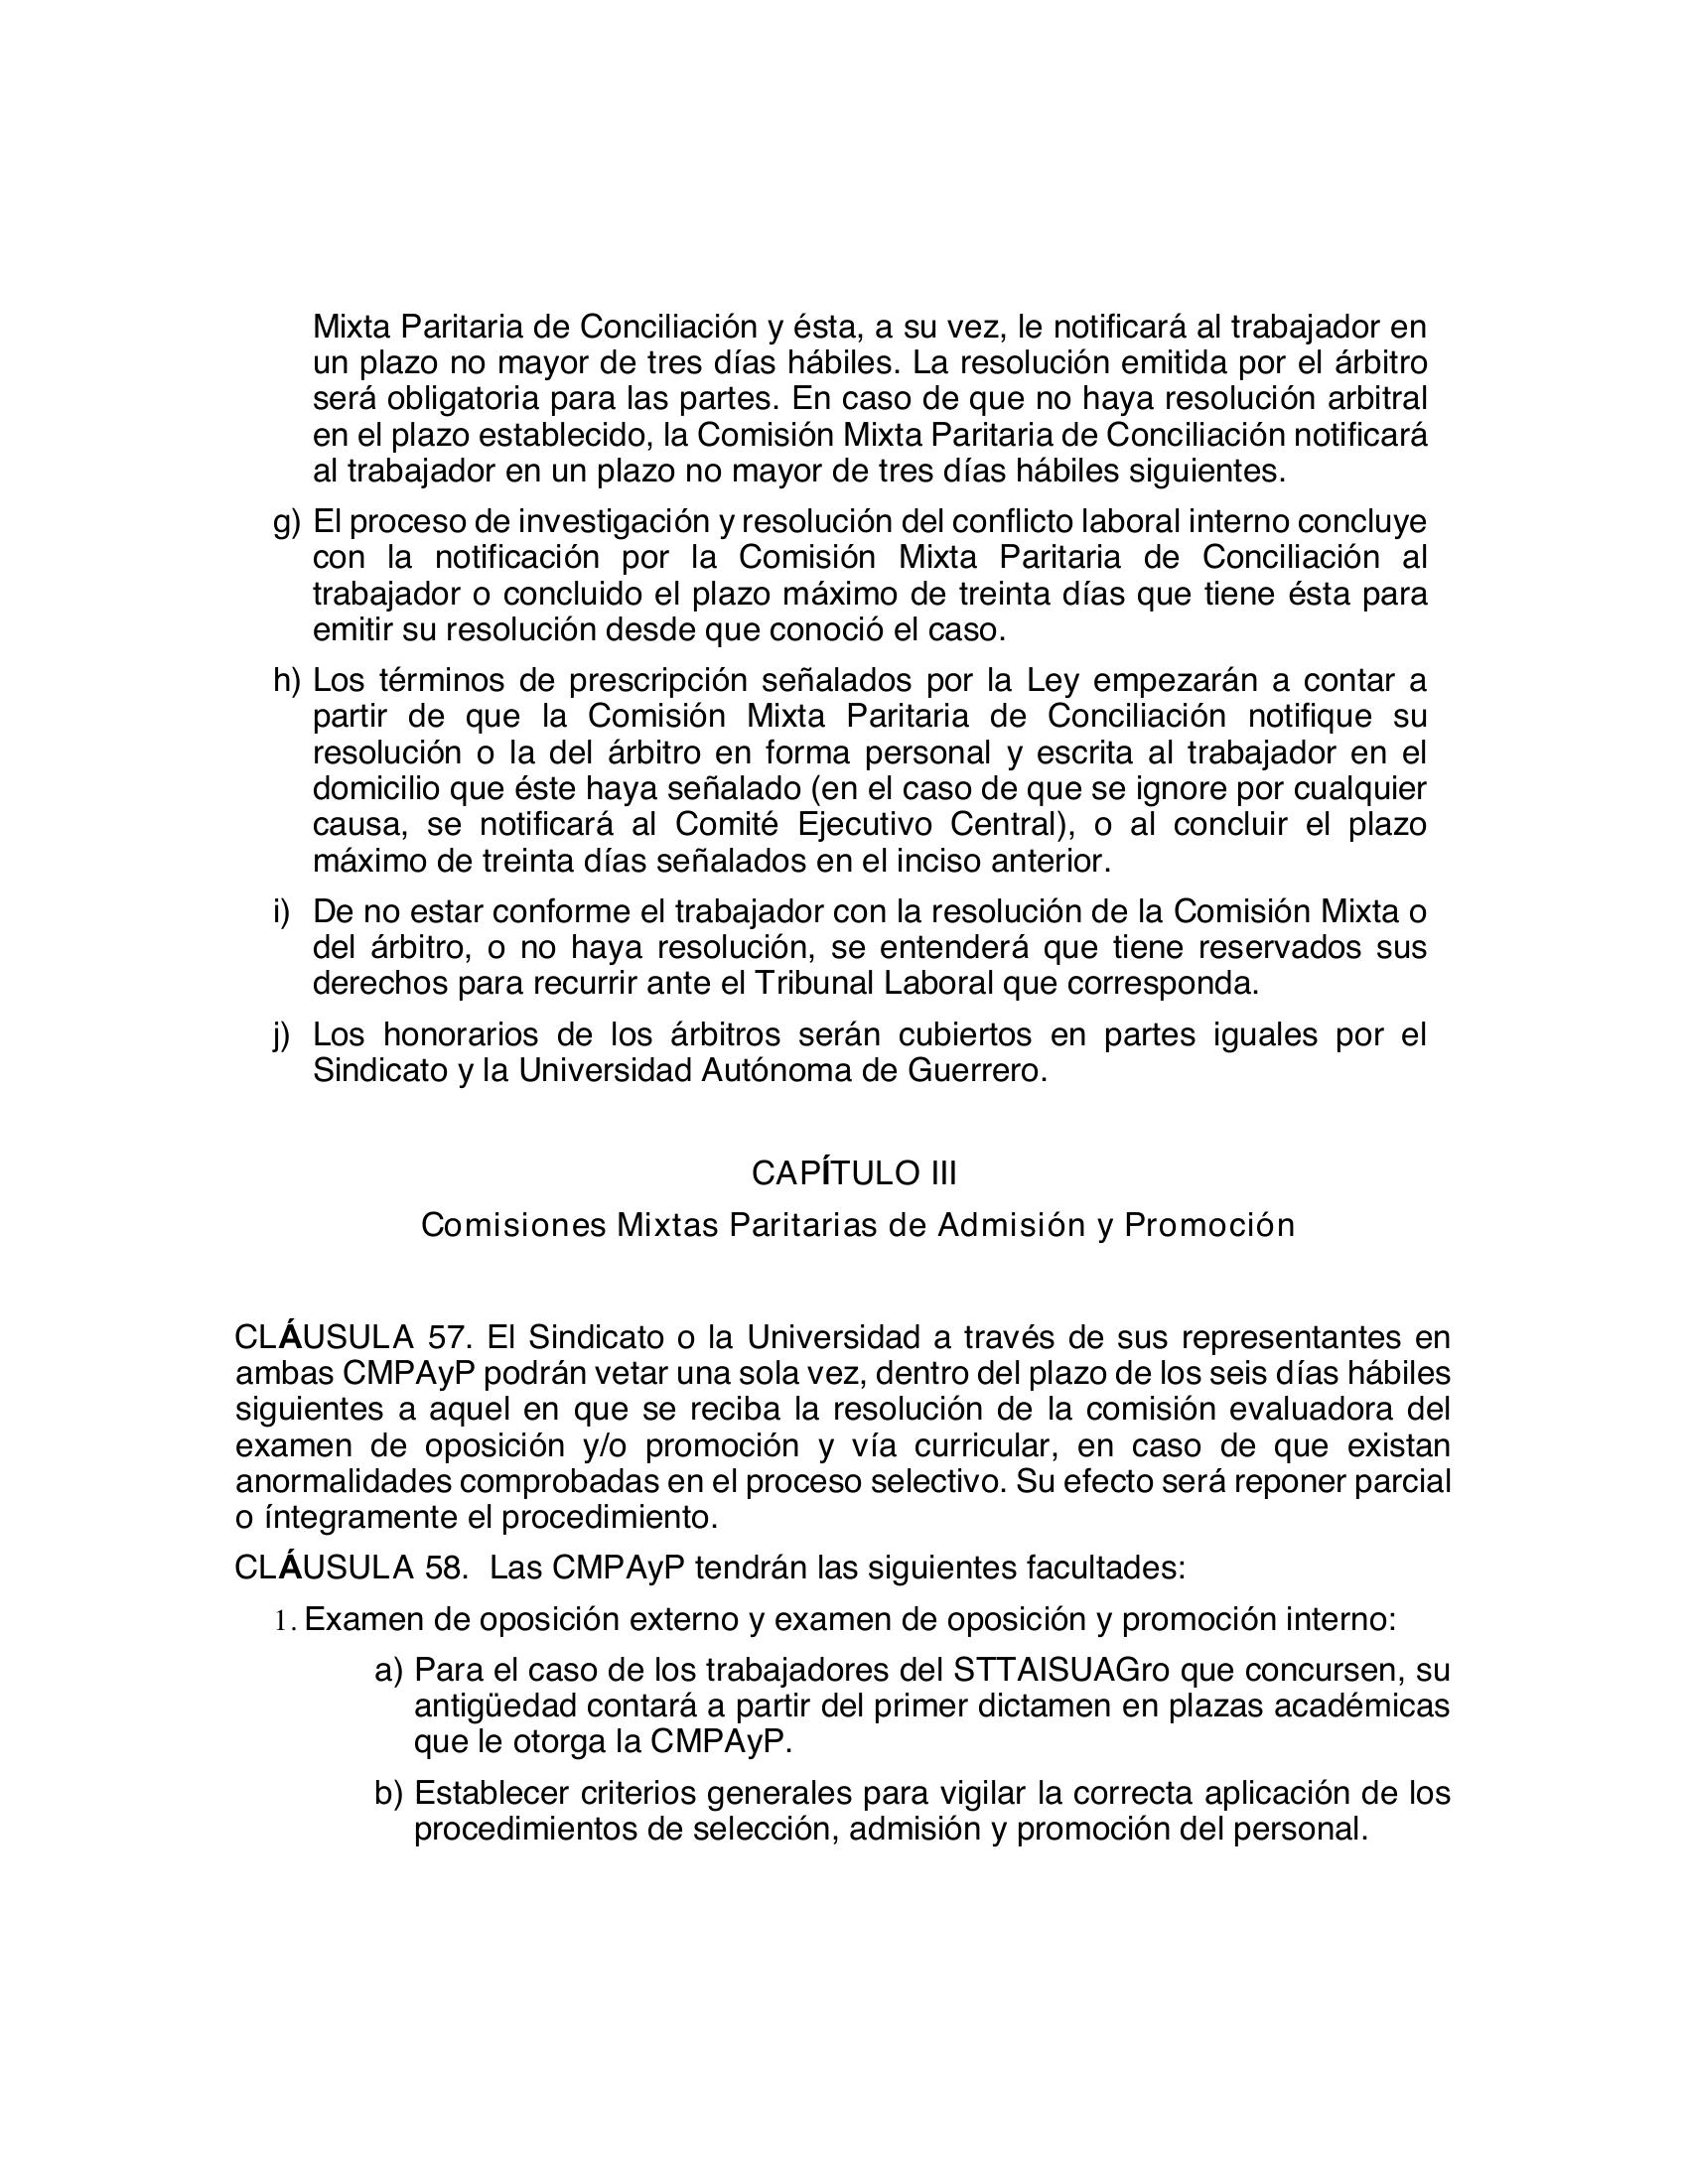 Mixta Paritaria de Conciliación y ésta, a su vez, le notificará al trabajador en
un plazo no mayor de tres días hábiles. La resolución emitida por el árbitro
será obligatoria para las partes. En caso de que no haya resolución arbitral
en el plazo establecido, la Comisión Mixta Paritaria de Conciliación notificará
al trabajador en un plazo no mayor de tres días hábiles siguientes.
g) El proceso de investigación y resolución del conflicto laboral interno concluye
con la notificación por la Comisión Mixta Paritaria de Conciliación al
trabajador o concluido el plazo máximo de treinta días que tiene ésta para
emitir su resolución desde que conoció el caso.
h) Los términos de prescripción señalados por la Ley empezarán a contar a
partir de que la Comisión Mixta Paritaria de Conciliación notifique su
resolución o la del árbitro en forma personal y escrita al trabajador en el
domicilio que éste haya señalado (en el caso de que se ignore por cualquier
causa, se notificará al Comité Ejecutivo Central), o al concluir el plazo
máximo de treinta días señalados en el inciso anterior.
i) De no estar conforme el trabajador con la resolución de la Comisión Mixta o
del árbitro, o no haya resolución, se entenderá que tiene reservados sus
derechos para recurrir ante el Tribunal Laboral que corresponda.
j) Los honorarios de los árbitros serán cubiertos en partes iguales por el
Sindicato y la Universidad Autónoma de Guerrero.
CAPÍTULO III
Comisiones Mixtas Paritarias de Admisión y Promoción
CLÁUSULA 57. El Sindicato o la Universidad a través de sus representantes en
ambas CMPAyP podrán vetar una sola vez, dentro del plazo de los seis días hábiles
siguientes a aquel en que se reciba la resolución de la comisión evaluadora del
examen de oposición y/o promoción y vía curricular, en caso de que existan
anormalidades comprobadas en el proceso selectivo. Su efecto será reponer parcial
o íntegramente el procedimiento.
CLÁUSULA 58. Las CMPAyP tendrán las siguientes facultades:
1. Examen de oposición externo y examen de oposición y promoción interno:
a) Para el caso de los trabajadores del STTAISUAGro que concursen, su
antigüedad contará a partir del primer dictamen en plazas académicas
que le otorga la CMPAyP.
b) Establecer criterios generales para vigilar la correcta aplicación de los
procedimientos de selección, admisión y promoción del personal.